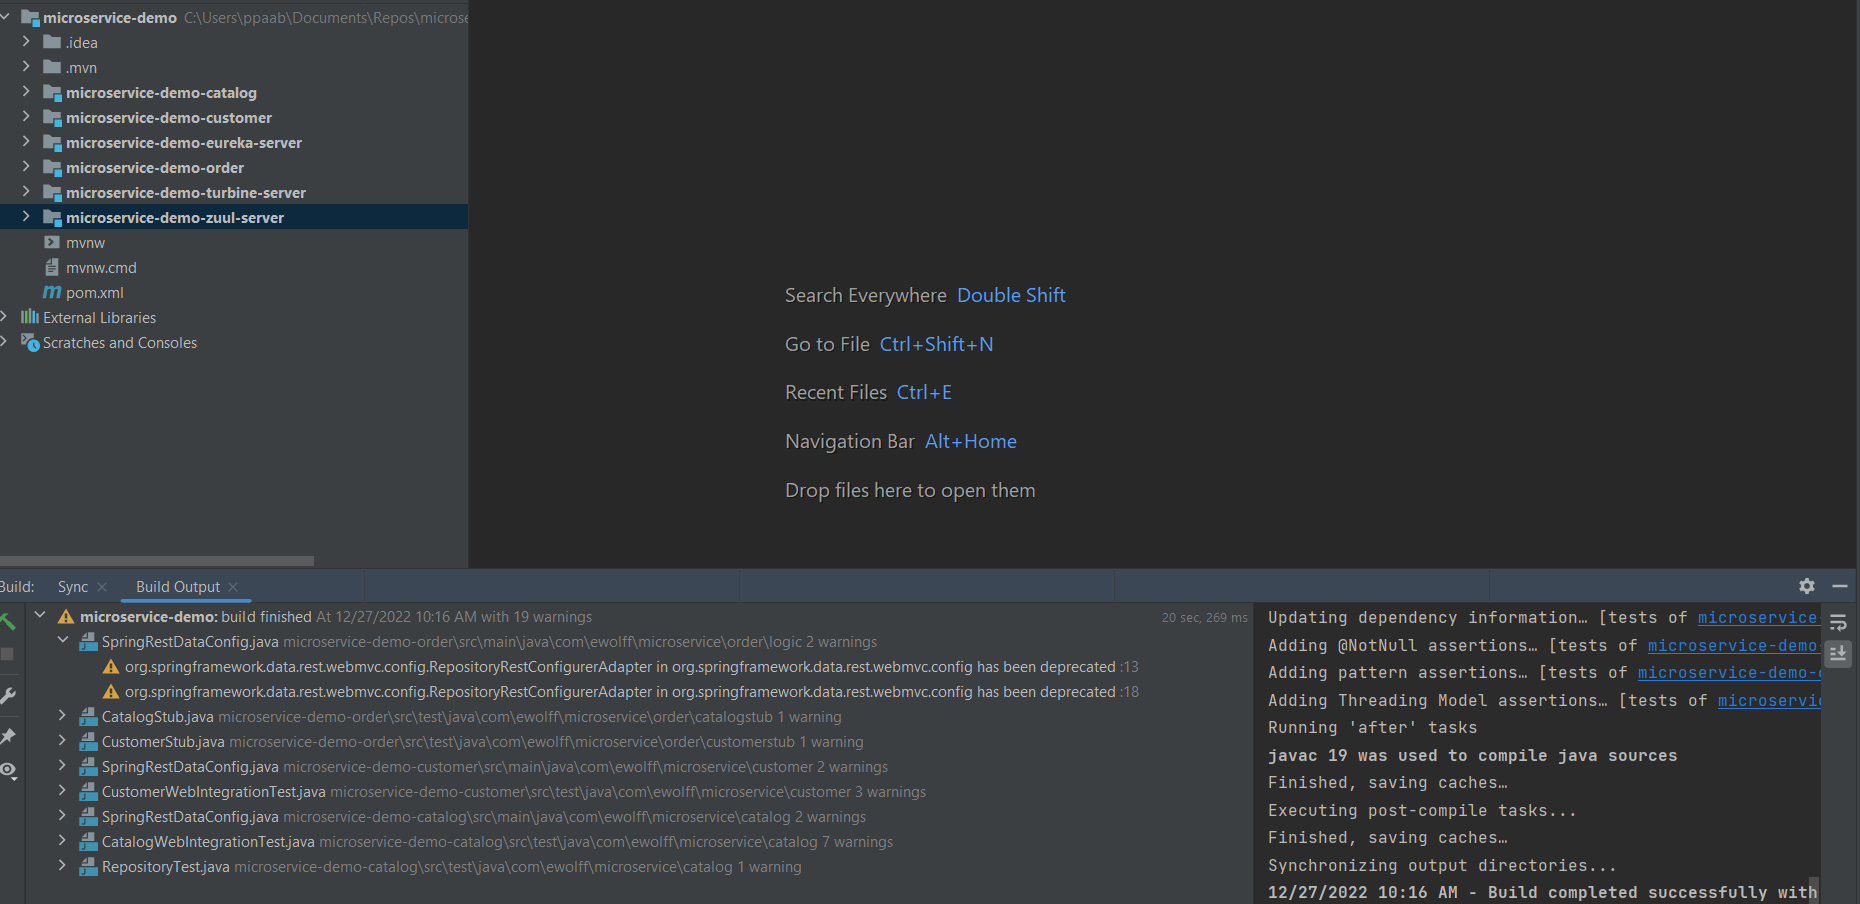 microservice-demo C:\Users\ppaab\Documents\Repos\micros
.idea
.mvn
microservice-demo-catalog
microservice-demo-customer
microservice-demo-eureka-server
microservice-demo-order
microservice-demo-turbine-server
microservice-demo-zuul-server
mvnw
mvnw.cmd
pom.xml
External Libraries
Scratches and Consoles
Search Everywhere Double Shift
Go to File Ctrl+Shift+N
Recent Files Ctrl+E
Navigation Bar Alt+Home
Drop files here to open them
Build: Sync Build Output
microservice-demo: build finished At 12/27/2022 10:16 AM with 19 warnings 20 sec, 269 ms
SpringRestDataConfig.java microservice-demo-order\src\main\java\com\ewolff\microservice\order\logic 2 warnings
org.springframework.data.rest.webmvc.config.RepositoryRestConfigurerAdapter in org.springframework.data.rest.webmvc.config has been deprecated :13
org.springframework.data.rest.webmvc.config.RepositoryRestConfigurerAdapter in org.springframework.data.rest.webmvc.config has been deprecated :18
CatalogStub.java microservice-demo-order\src\test\java\com\ewolff\microservice\order\catalogstub 1 warning
CustomerStub.java microservice-demo-order\src\test\java\com\ewolff\microservice\order\customerstub 1 warning
SpringRestDataConfig.java microservice-demo-customer\src\main\java\com\ewolff\microservice\customer 2 warnings
CustomerWebIntegrationTest.java microservice-demo-customer\src\test\java\com\ewolff\microservice\customer 3 warnings
SpringRestDataConfig.java microservice-demo-catalog\src\main\java\com\ewolff\microservice\catalog 2 warnings
CatalogWebIntegrationTest.java microservice-demo-catalog\src\test\java\com\ewolff\microservice\catalog 7 warnings
RepositoryTest.java microservice-demo-catalog\src\test\java\com\ewolff\microservice\catalog 1 warning
Updating dependency information… [tests of microservice
Adding @NotNull assertions… [tests of microservice-demo
Adding pattern assertions… [tests of microservice-demo-
Adding Threading Model assertions… [tests of microservi
Running 'after' tasks
javac 19 was used to compile java sources
Finished, saving caches…
Executing post-compile tasks...
Finished, saving caches…
Synchronizing output directories...
12/27/2022 10:16 AM - Build completed successfully with